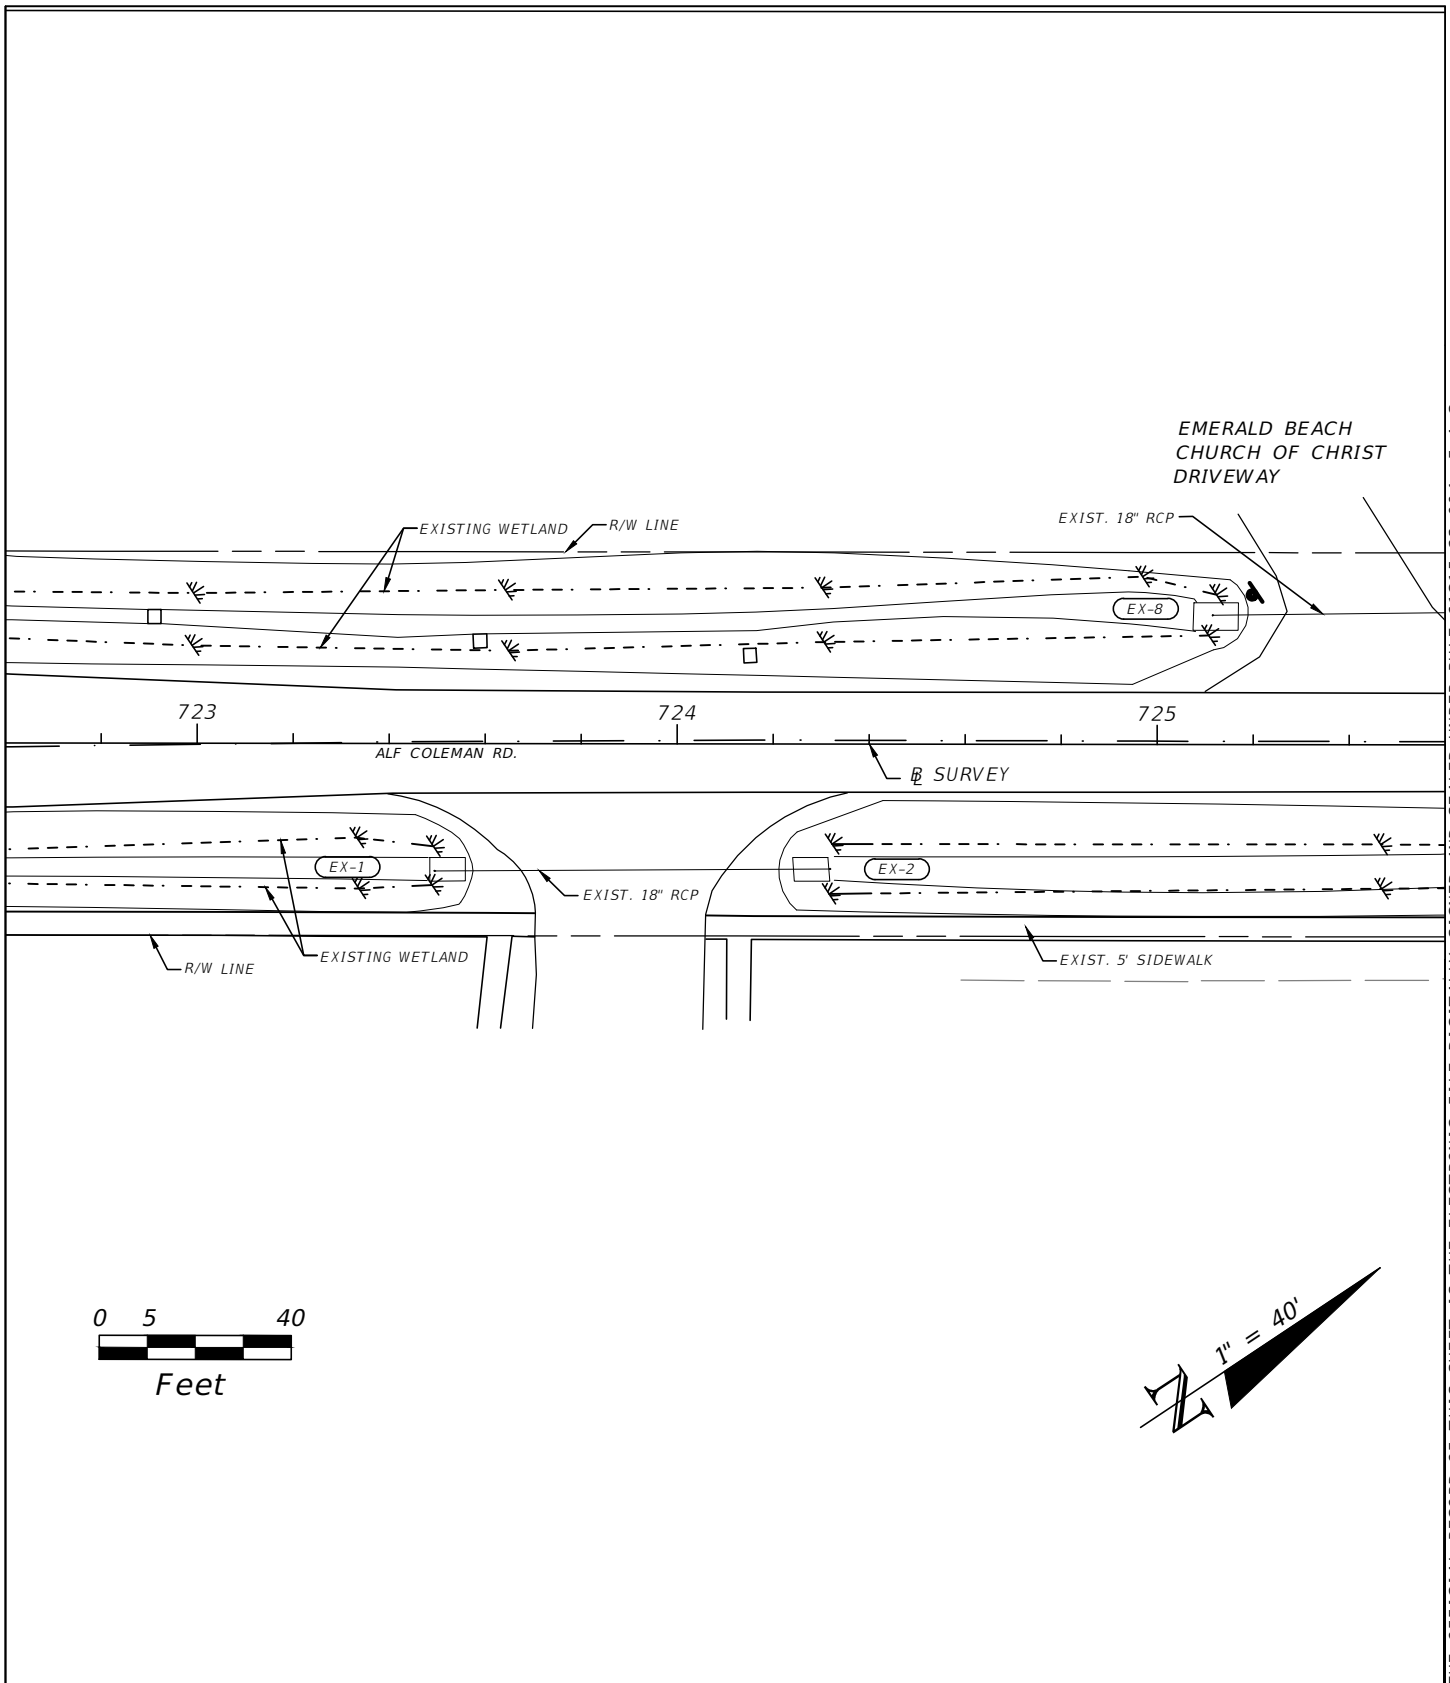 EMERALD BEACH
CHURCH OF CHRIST
DRIVEWAY
EXIST. 18" RCP
EXISTING WETLAND
R/W LINE
EX-8
723
724
725
ALF COLEMAN RD.
BL SURVEY
EX-1
EX-2
EXIST. 18" RCP
EXISTING WETLAND
R/W LINE
EXIST. 5' SIDEWALK
0 5 40
Feet
1" = 40'
N